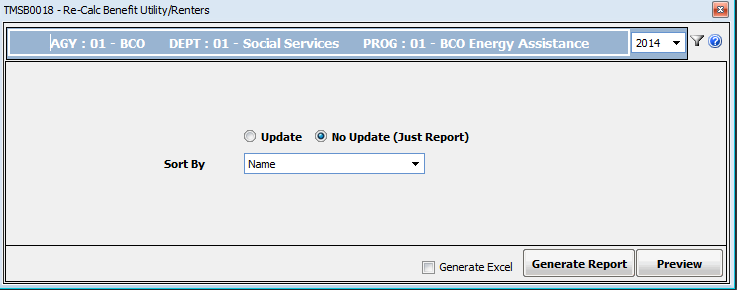 TMSB0018 - Re-Calc Benefit Utility/Renters
AGY : 01 - BCO DEPT : 01 - Social Services PROG : 01 - BCO Energy Assistance 2014
Update No Update (Just Report)
Sort By Name
Generate Excel Generate Report Preview